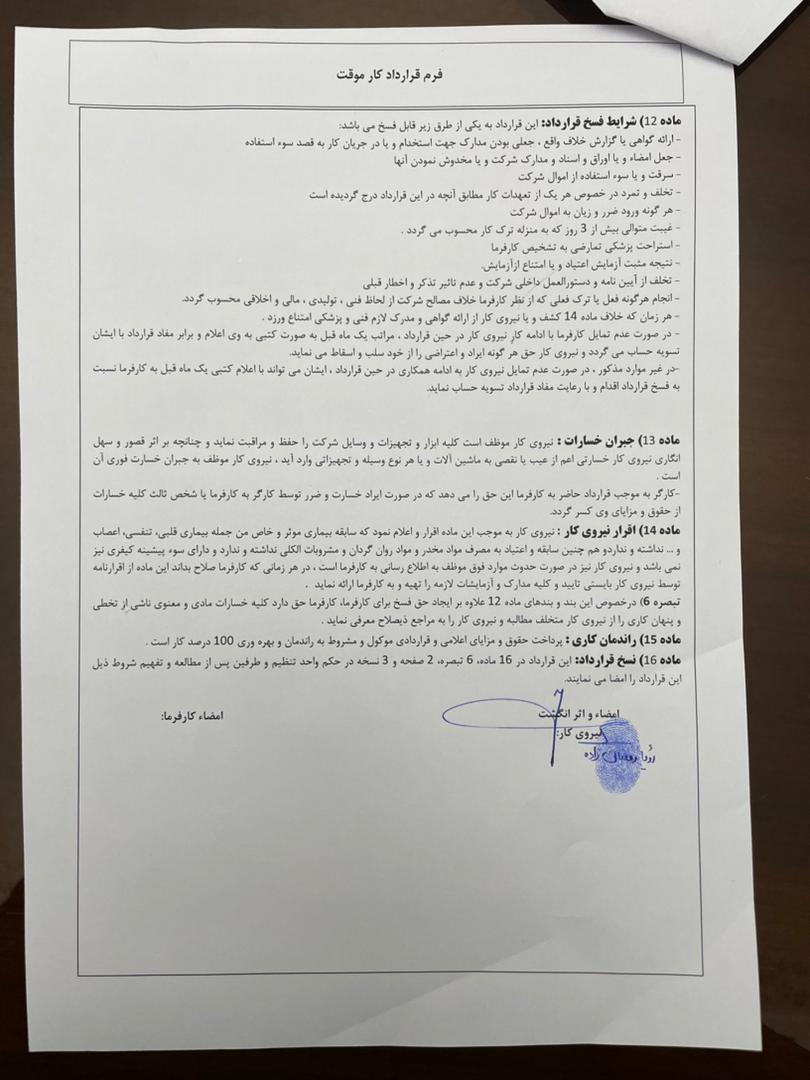 فرم قرارداد کار موقت
ماده 12) شرایط فسخ قرارداد: این قرارداد به یکی از طرق زیر قابل فسخ می باشد:
- ارائه گواهی یا گزارش خلاف واقع ، جعلی بودن مدارک جهت استخدام و یا در جریان کار به قصد سوء استفاده
- جعل امضاء و یا اوراق و اسناد و مدارک شرکت و یا مخدوش نمودن آنها
- سرقت و یا سوء استفاده از اموال شرکت
- تخلف و تمرد در خصوص هر یک از تعهدات کار مطابق آنچه در این قرارداد درج گردیده است
- هر گونه ورود ضرر و زیان به اموال شرکت
- غیبت متوالی بیش از 3 روز که به منزله ترک کار محسوب می گردد .
- استراحت پزشکی تمارضی به تشخیص کارفرما
- نتیجه مثبت آزمایش اعتیاد و یا امتناع ازآزمایش.
- تخلف از آیین نامه و دستورالعمل داخلی شرکت و عدم تاثیر تذکر و اخطار قبلی
- انجام هرگونه فعل یا ترک فعلی که از نظر کارفرما خلاف مصالح شرکت از لحاظ فنی ، تولیدی ، مالی و اخلاقی محسوب گردد.
- هر زمان که خلاف ماده 14 کشف و یا نیروی کار از ارائه گواهی و مدرک لازم فنی و پزشکی امتناع ورزد .
- در صورت عدم تمایل کارفرما با ادامه کار نیروی کار در حین قرارداد ، مراتب یک ماه قبل به صورت کتبی به وی اعلام و برابر مفاد قرارداد با ایشان
تسویه حساب می گردد و نیروی کار حق هر گونه ایراد و اعتراضی را از خود سلب و اسقاط می نماید.
-در غیر موارد مذکور ، در صورت عدم تمایل نیروی کار به ادامه همکاری در حین قرارداد ، ایشان می تواند با اعلام کتبی یک ماه قبل به کارفرما نسبت
به فسخ قرارداد اقدام و با رعایت مفاد قرارداد تسویه حساب نماید.
ماده 13) جبران خسارات : نیروی کار موظف است کلیه ابزار و تجهیزات و وسایل شرکت را حفظ و مراقبت نماید و چنانچه بر اثر قصور و سهل
انگاری نیروی کار خسارتی اعم از عیب یا نقصی به ماشین آلات و یا هر نوع وسیله و تجهیزاتی وارد آید ، نیروی کار موظف به جبران خسارت فوری آن
است .
-کارگر به موجب قرارداد حاضر به کارفرما این حق را می دهد که در صورت ایراد خسارت و ضرر توسط کارگر به کارفرما یا شخص ثالث کلیه خسارات
از حقوق و مزایای وی کسر گردد.
ماده 14) اقرار نیروی کار : نیروی کار به موجب این ماده اقرار و اعلام نمود که سابقه بیماری موثر و خاص من جمله بیماری قلبی، تنفسی، اعصاب
و ... نداشته و نداردو هم چنین سابقه و اعتیاد به مصرف مواد مخدر و مواد روان گردان و مشروبات الکلی نداشته و ندارد و دارای سوء پیشینه کیفری نیز
نمی باشد و نیروی کار نیز در صورت حدوث موارد فوق موظف به اطلاع رسانی به کارفرما است ، در هر زمانی که کارفرما صلاح بداند این ماده از اقرارنامه
توسط نیروی کار بایستی تایید و کلیه مدارک و آزمایشات لازمه را تهیه و به کارفرما ارائه نماید .
تبصره 6) درخصوص این بند و بندهای ماده 12 علاوه بر ایجاد حق فسخ برای کارفرما، کارفرما حق دارد کلیه خسارات مادی و معنوی ناشی از تخطی
و پنهان کاری را از نیروی کار متخلف مطالبه و نیروی کار را به مراجع ذیصلاح معرفی نماید .
ماده 15) راندمان کاری : پرداخت حقوق و مزایای اعلامی و قراردادی موکول و مشروط به راندمان و بهره وری 100 درصد کار است .
ماده 16) نسخ قرارداد: این قرارداد در 16 ماده، 6 تبصره، 2 صفحه و 3 نسخه در حکم واحد تنظیم و طرفین پس از مطالعه و تفهیم شروط ذیل
این قرارداد را امضا می نمایند.
امضاء و اثر انگشت
نیروی کار:
امضاء کارفرما:
رویا رمضان زاده